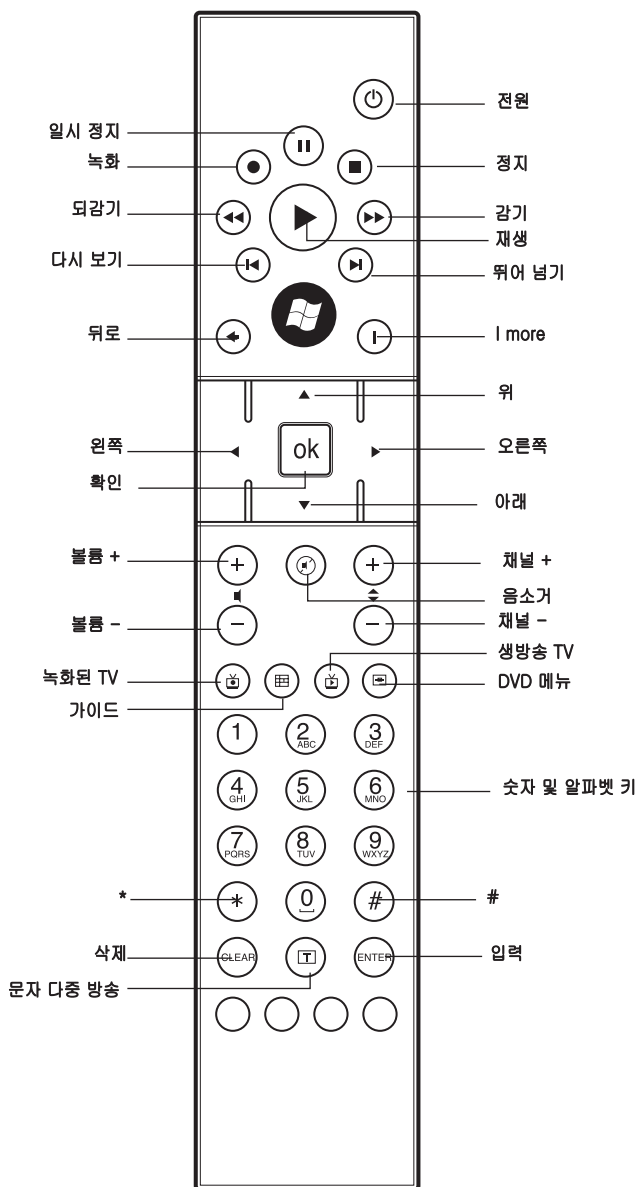 전원
일시 정지
녹화
정지
되감기
감기
재생
다시 보기
뛰어 넘기
뒤로
I more
위
왼쪽
ok
오른쪽
확인
아래
볼륨 +
채널 +
음소거
볼륨 -
채널 -
생방송 TV
녹화된 TV
DVD 메뉴
가이드
1
2 ABC
3 DEF
4 GHI
5 JKL
6 MNO
숫자 및 알파벳 키
7 PQRS
8 TUV
9 WXYZ
*
*
0
#
#
삭제
CLEAR
T
ENTER
입력
문자 다중 방송